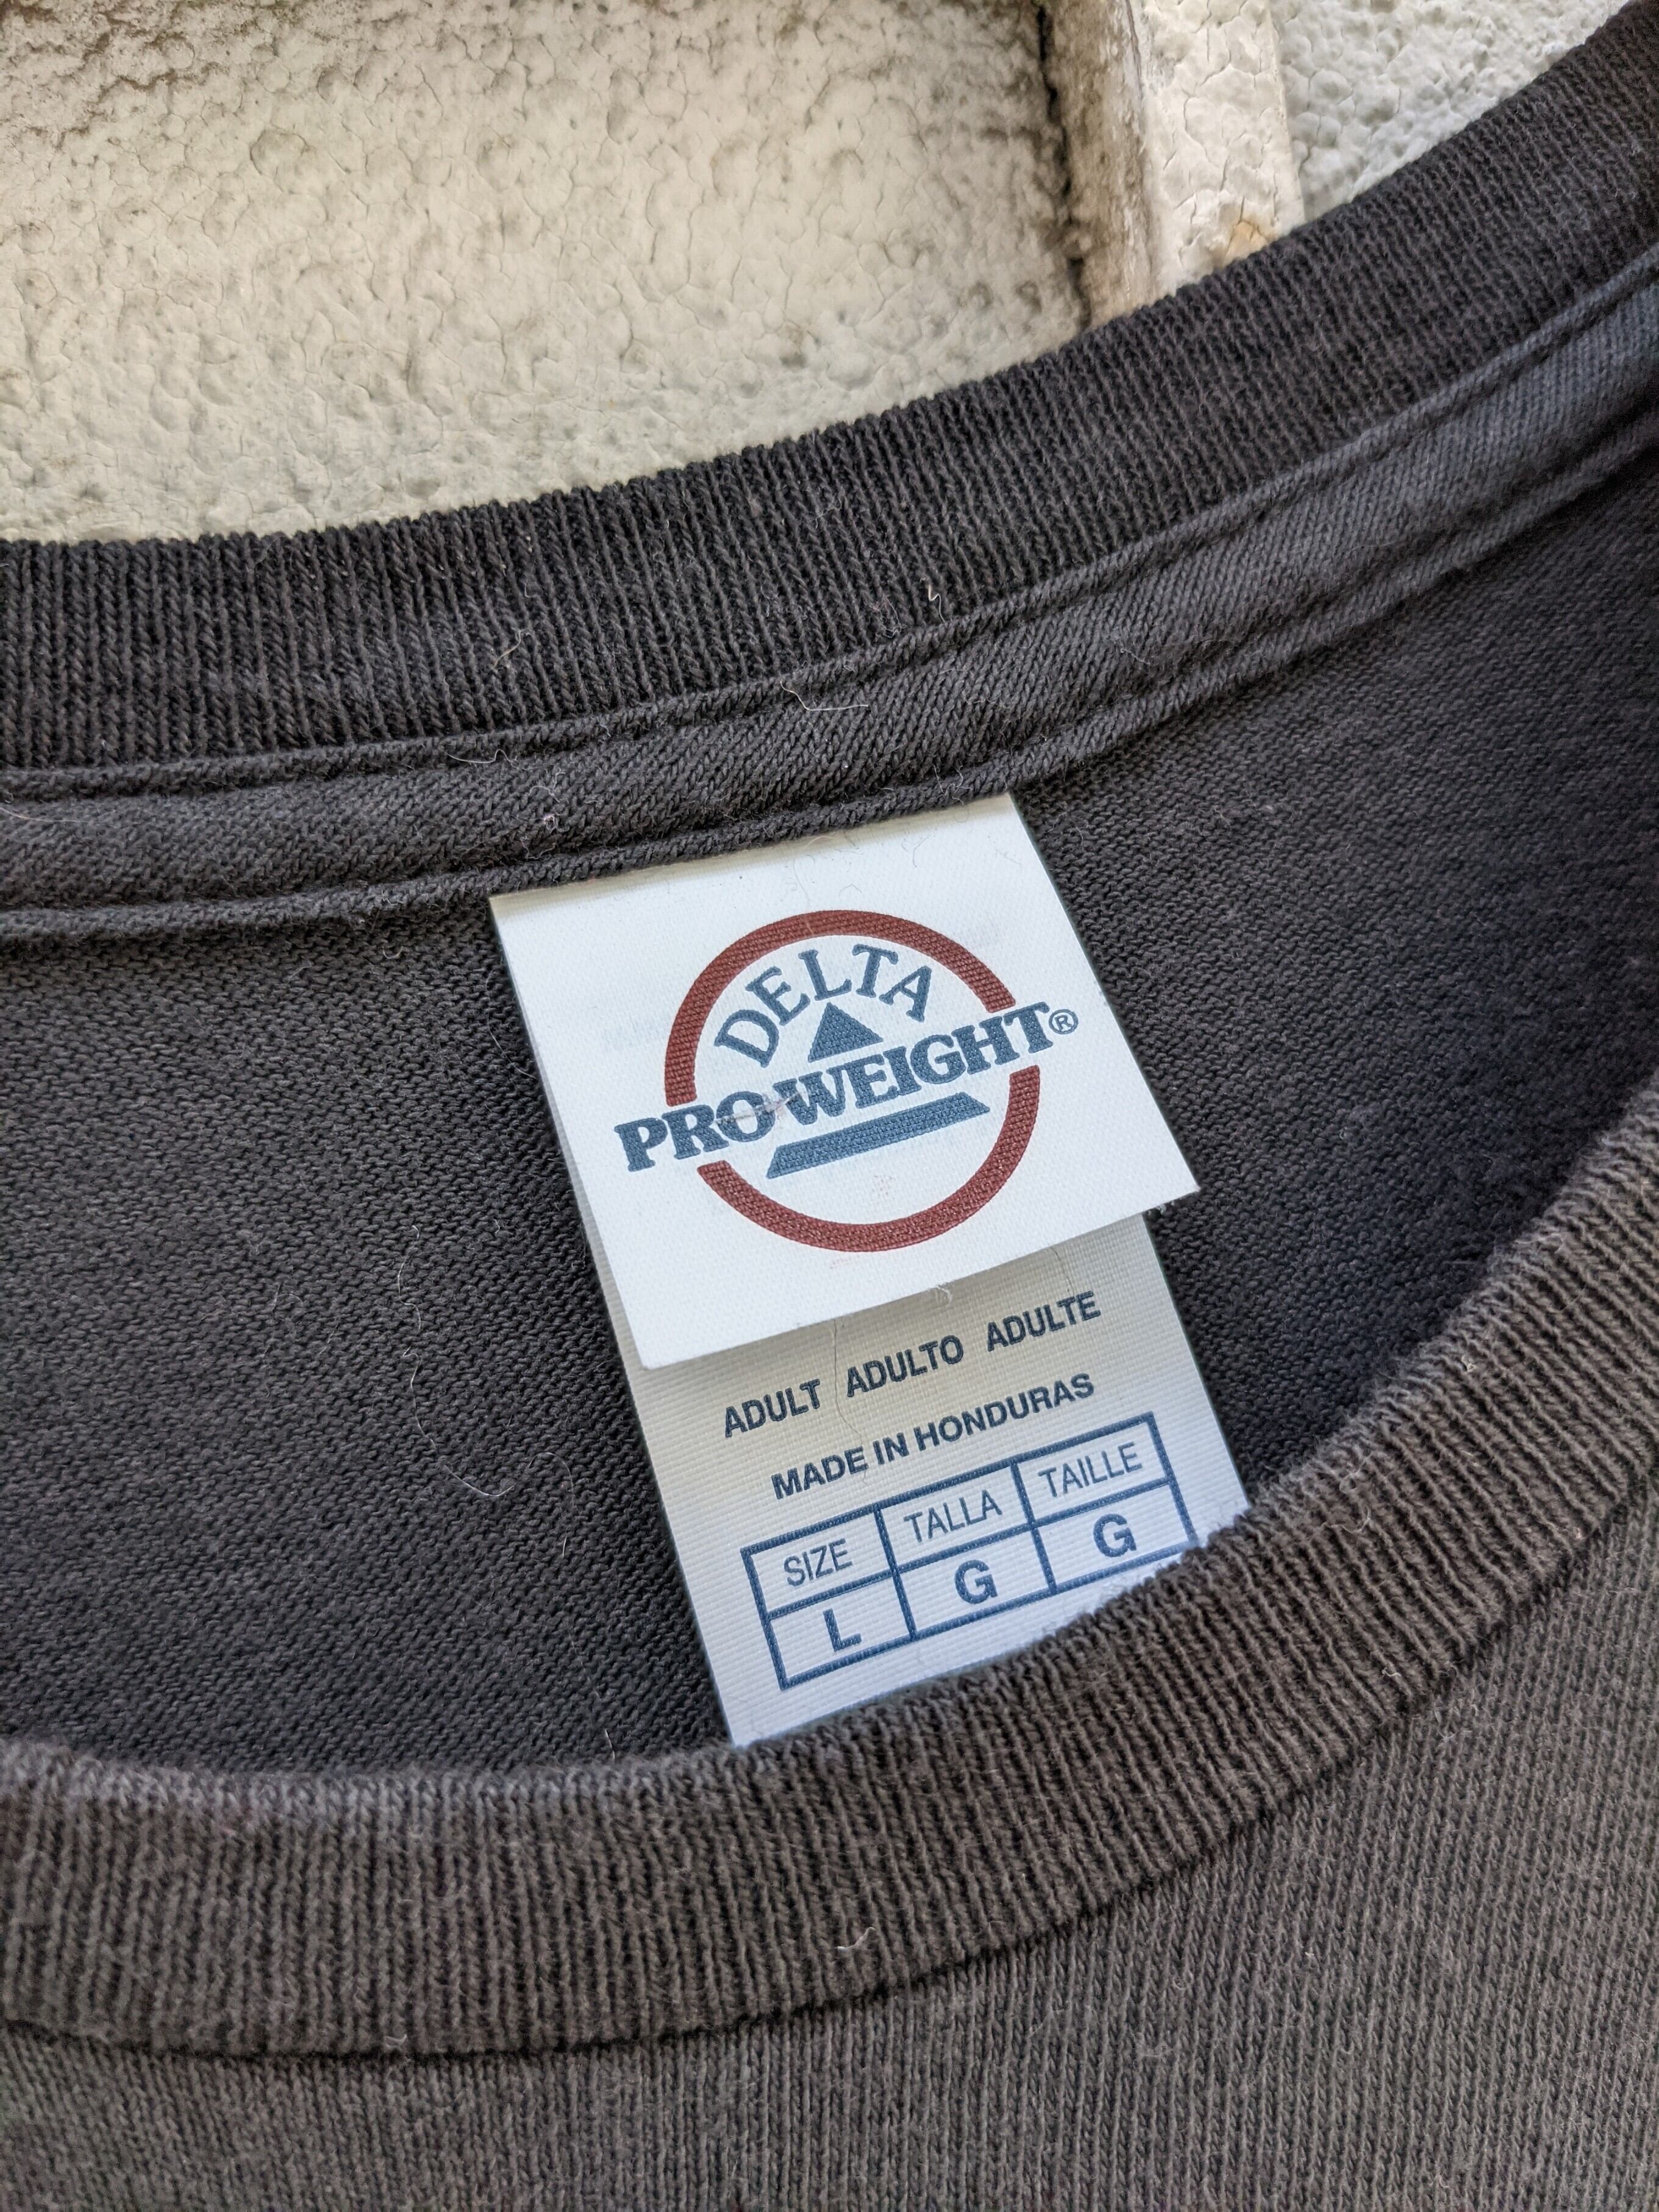 DELTA
PRO WEIGHT®
ADULT ADULTO ADULTE
MADE IN HONDURAS
SIZE TALLA TAILLE
L G G